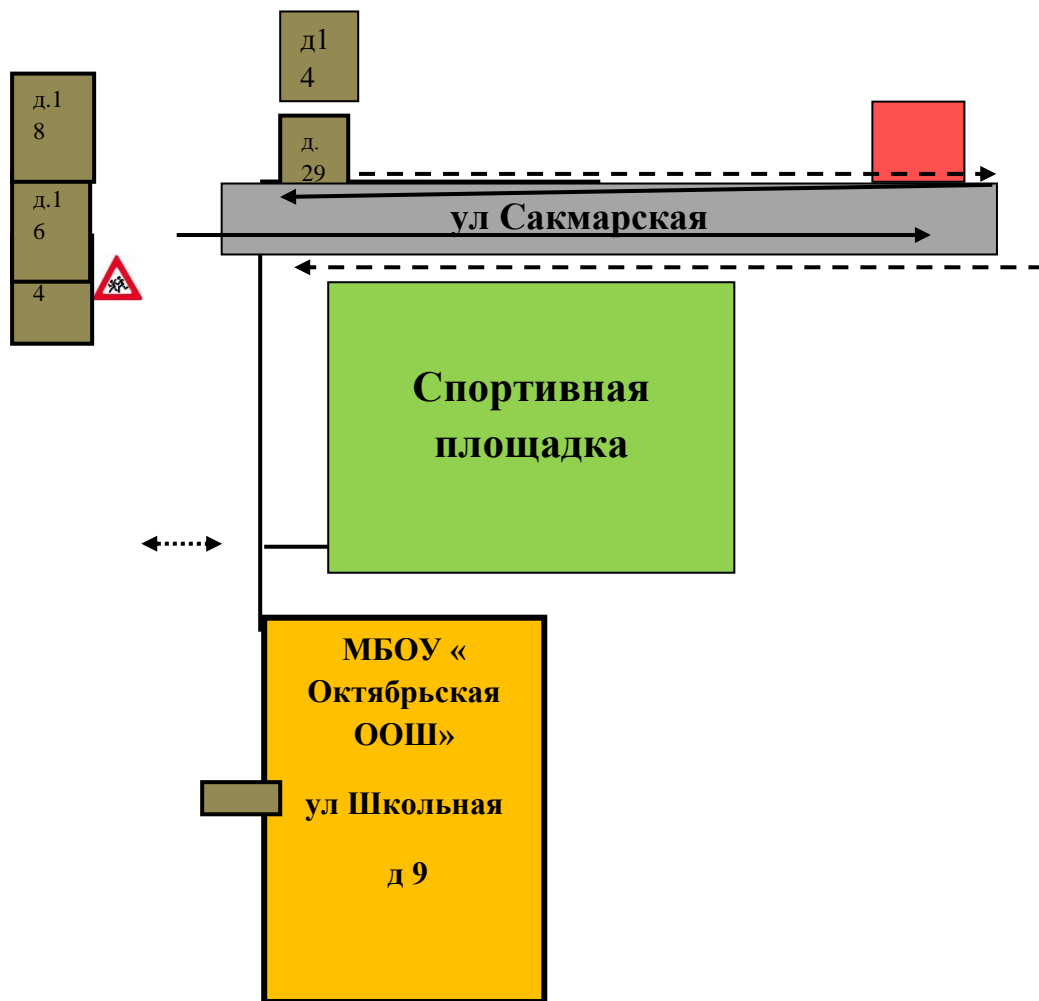 д1
4
д.1
8
д.
29
д.1
6
ул Сакмарская
4
Спортивная
площадка
МБОУ «
Октябрьская
ООШ»
ул Школьная
д 9